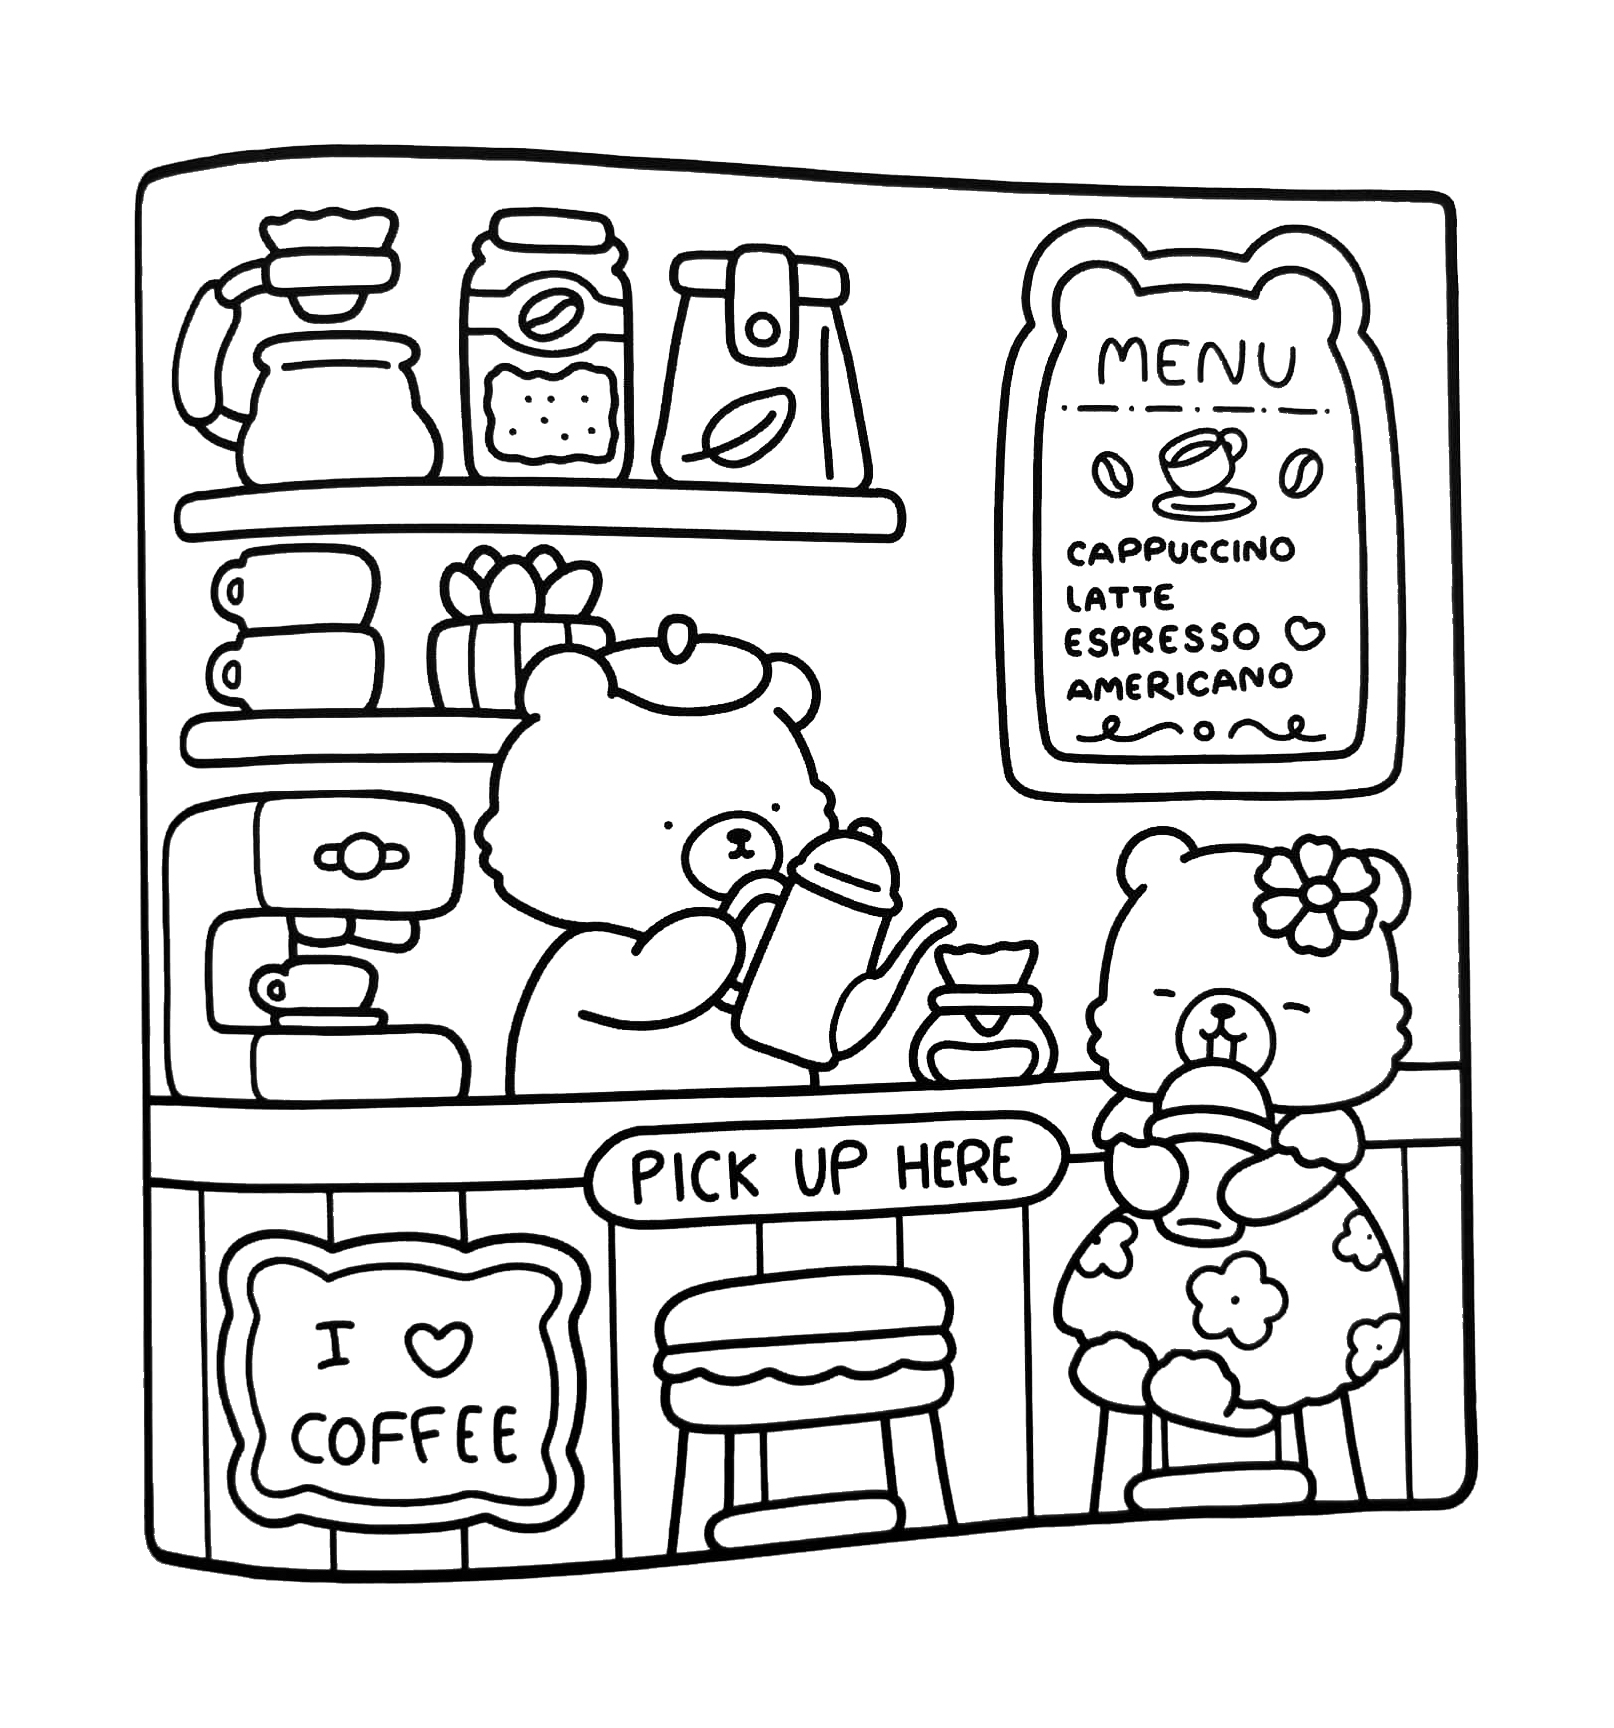 MENU
CAPPUCCINO
LATTE
ESPRESSO
AMERICANO
PICK UP HERE
I ♡
COFFEE